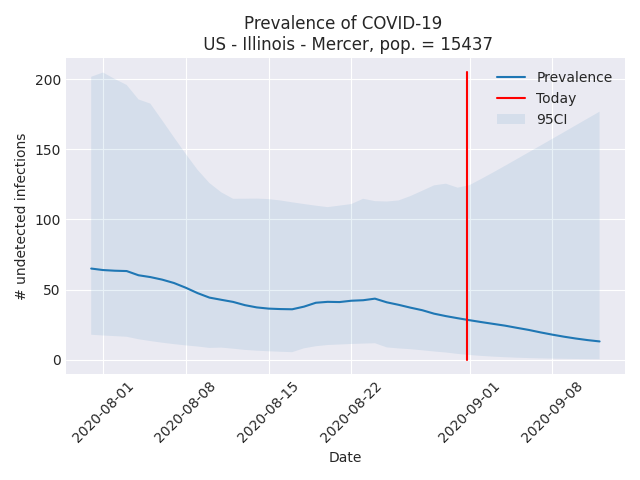 Prevalence of COVID-19
US - Illinois - Mercer, pop. = 15437
Prevalence
Today
95CI
# undetected infections
200
150
100
50
0
2020-08-01
2020-08-08
2020-08-15
2020-08-22
2020-09-01
2020-09-08
Date